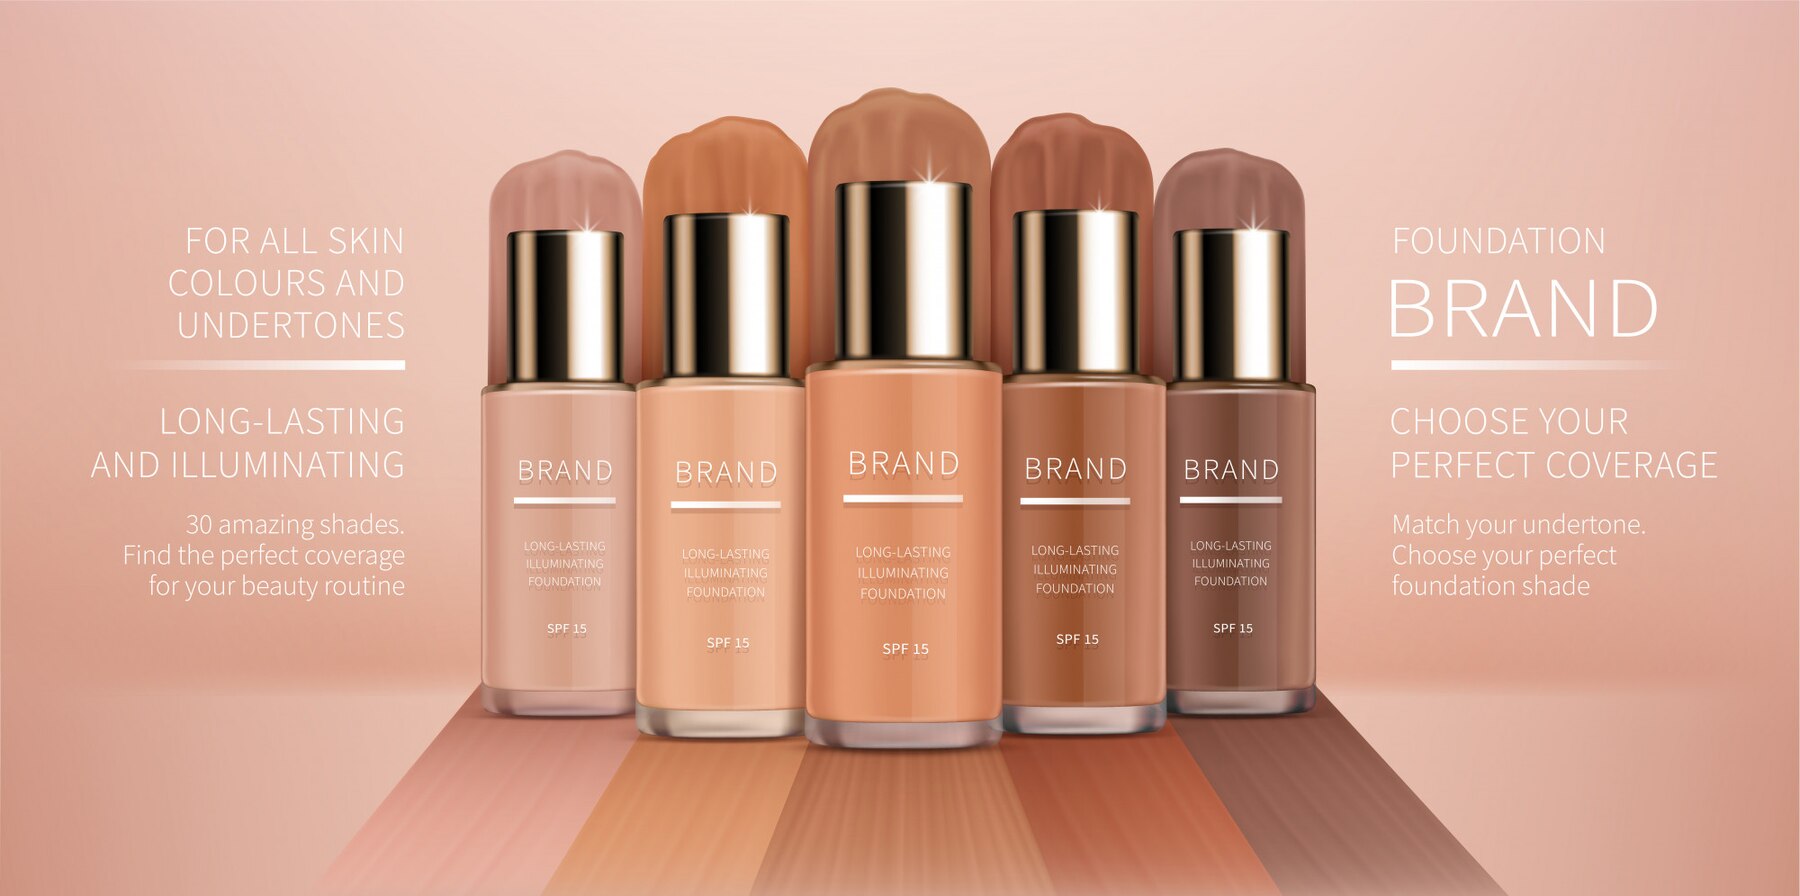 FOR ALL SKIN
COLOURS AND
UNDERTONES
LONG-LASTING
AND ILLUMINATING
30 amazing shades.
Find the perfect coverage
for your beauty routine
BRAND
LONG-LASTING
ILLUMINATING
FOUNDATION
SPF 15
BRAND
LONG-LASTING
ILLUMINATING
FOUNDATION
SPF 15
BRAND
LONG-LASTING
ILLUMINATING
FOUNDATION
SPF 15
BRAND
LONG-LASTING
ILLUMINATING
FOUNDATION
SPF 15
BRAND
LONG-LASTING
ILLUMINATING
FOUNDATION
SPF 15
FOUNDATION
BRAND
CHOOSE YOUR
PERFECT COVERAGE
Match your undertone.
Choose your perfect
foundation shade